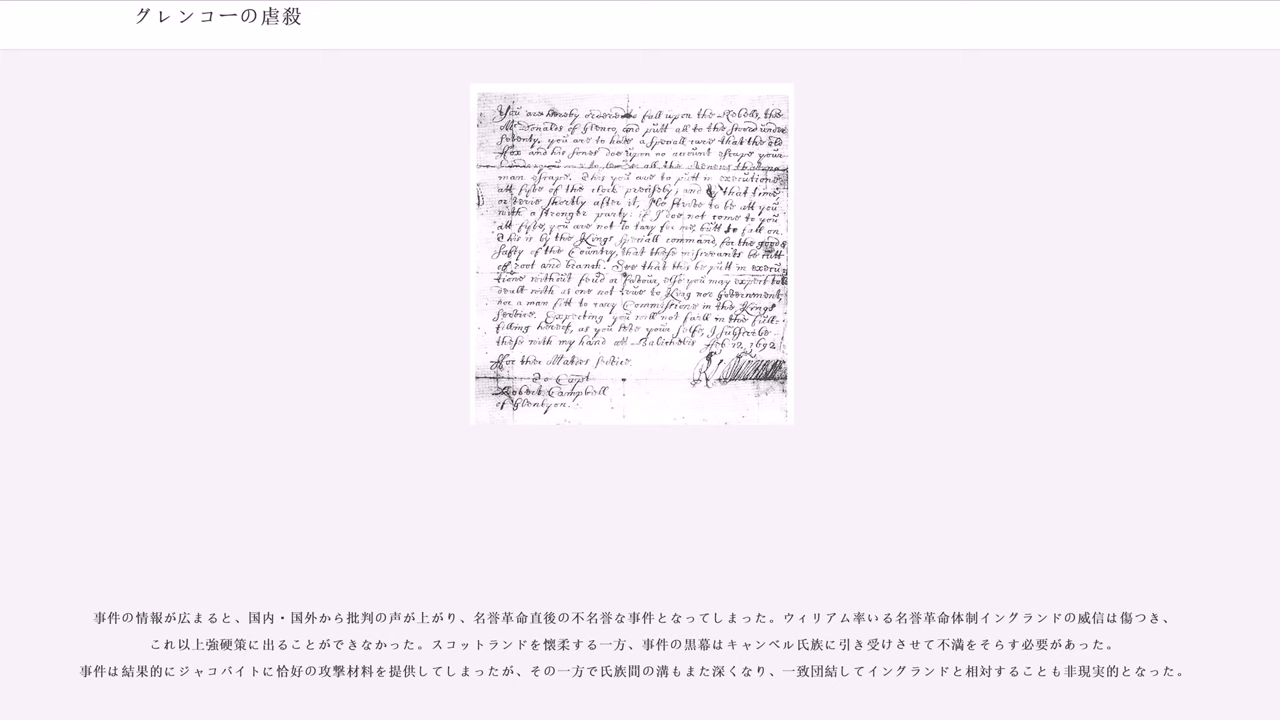 グレンコーの虐殺
You are hereby ordered to fall upon the Rebells, the
McDonalds of Glenco, and putt all to the sword under
seventy. you are to have a speciall care that the old
ffox and his sones doe upon no account escape your
man escape. This you are to putt in executione
att fyve of the clock precisely; and by that time,
or verie shortly after it, I'le strive to be att you
with a stronger party: if I doe not come to you
att fyve, you are not to tary for me, butt to fall on.
This is by the Kings speciall command, for the good &
safty of the Country, that these miscreants be cutt
off root and branch. See that this be putt in execu
tione without feud or favour, else you may expect to be
dealt with as one not true to King nor government,
nor a man fitt to cary Commissione in the Kings
service. Expecting you will not faill in the full-
filling hereof, as you love your selfe, I subscribe
these with my hand att Balicholis ffeb: 12, 1692
ffor their Maties service
To Capt
Robert Campbell
of Glenlyon.
事件の情報が広まると、国内・国外から批判の声が上がり、名誉革命直後の不名誉な事件となってしまった。ウィリアム率いる名誉革命体制イングランドの威信は傷つき、
これ以上強硬策に出ることができなかった。スコットランドを懐柔する一方、事件の黒幕はキャンベル氏族に引き受けさせて不満をそらす必要があった。
事件は結果的にジャコバイトに恰好の攻撃材料を提供してしまったが、その一方で氏族間の溝もまた深くなり、一致団結してイングランドと相対することも非現実的となった。